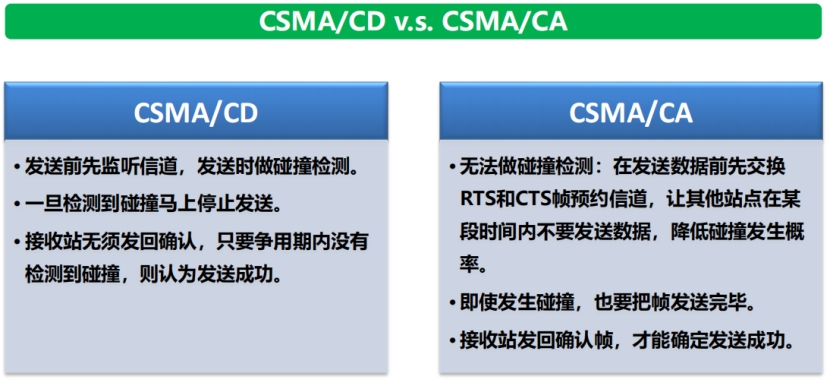 CSMA/CD v.s. CSMA/CA
CSMA/CD
• 发送前先监听信道，发送时做碰撞检测。
• 一旦检测到碰撞马上停止发送。
• 接收站无须发回确认，只要争用期内没有
检测到碰撞，则认为发送成功。
CSMA/CA
• 无法做碰撞检测：在发送数据前先交换
RTS和CTS帧预约信道，让其他站点在某
段时间内不要发送数据，降低碰撞发生概
率。
• 即使发生碰撞，也要把帧发送完毕。
• 接收站发回确认帧，才能确定发送成功。